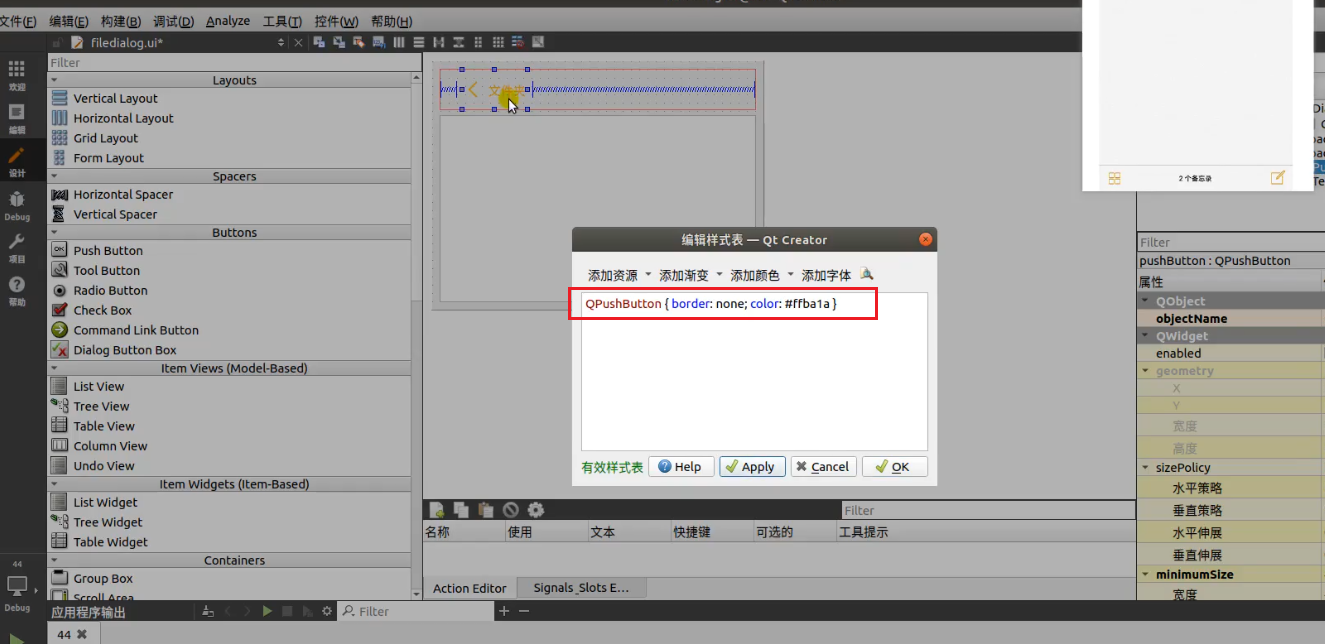 文件(F) 编辑(E) 构建(B) 调试(D) Analyze 工具(T) 控件(W) 帮助(H)
filedialog.ui*
欢迎
编辑
设计
Debug
项目
帮助
44
Debug
Filter
Layouts
Vertical Layout
Horizontal Layout
Grid Layout
Form Layout
Spacers
Horizontal Spacer
Vertical Spacer
Buttons
Push Button
Tool Button
Radio Button
Check Box
Command Link Button
Dialog Button Box
Item Views (Model-Based)
List View
Tree View
Table View
Column View
Undo View
Item Widgets (Item-Based)
List Widget
Tree Widget
Table Widget
Containers
Group Box
Scroll Area
文件夹
编辑样式表 — Qt Creator
添加资源 添加渐变 添加颜色 添加字体
QPushButton { border: none; color: #ffba1a }
有效样式表 Help Apply Cancel OK
Filter
名称 使用 文本 快捷键 可选的 工具提示
Action Editor Signals_Slots E...
应用程序输出 Filter
44
2 个备忘录
Filter
pushButton : QPushButton
属性
QObject
objectName
QWidget
enabled
geometry
X
Y
宽度
高度
sizePolicy
水平策略
垂直策略
水平伸展
垂直伸展
minimumSize
宽度